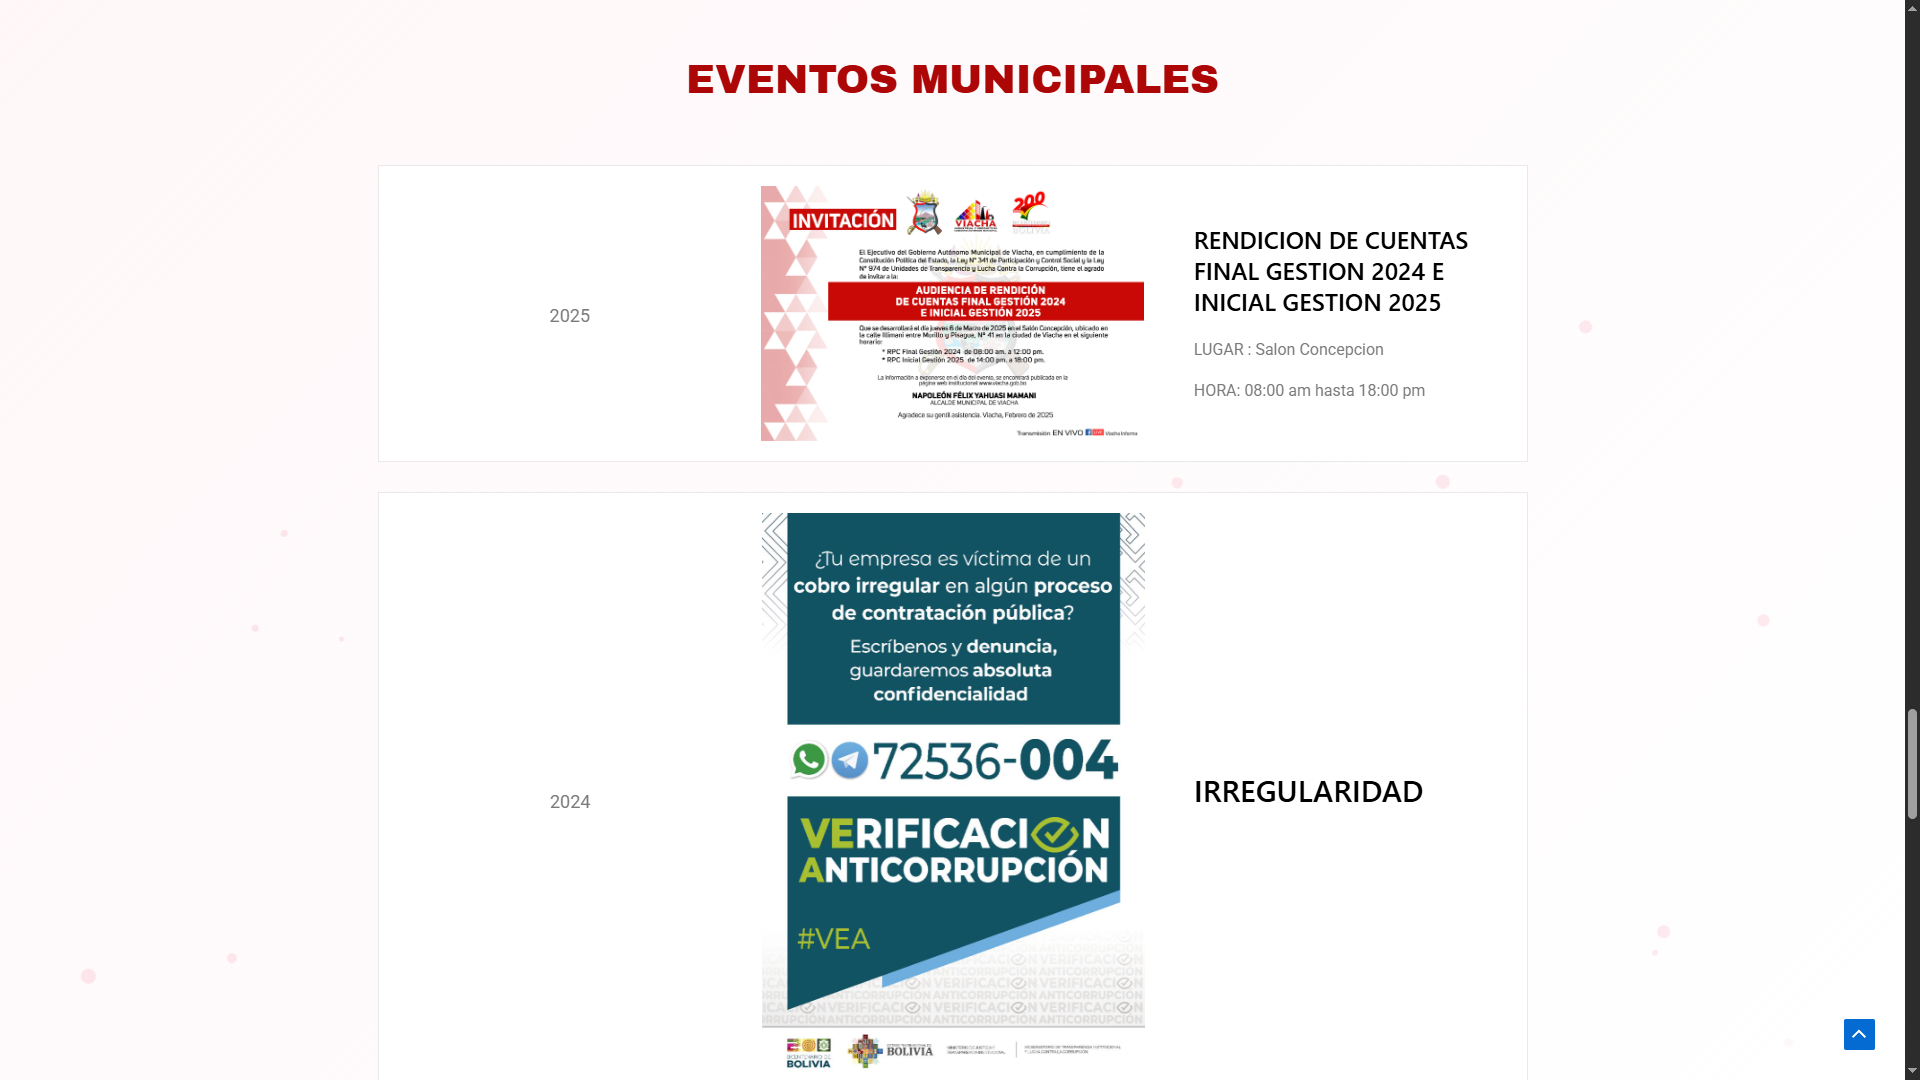 EVENTOS MUNICIPALES
2025
INVITACIÓN
VIACHA
200
El Ejecutivo del Gobierno Autónomo Municipal de Viacha, en cumplimiento de la
Constitución Política del Estado, la Ley N° 341 de Participación y Control Social y la Ley
N° 974 de Unidades de Transparencia y Lucha Contra la Corrupción, tiene el agrado
de invitar a la:
AUDIENCIA DE RENDICIÓN
DE CUENTAS FINAL GESTIÓN 2024
E INICIAL GESTIÓN 2025
Que se desarrollará el día jueves 6 de Marzo de 2025 en el Salón Concepción, ubicado en
la calle Illimani entre Murillo y Pisagua, N° 41 en la ciudad de Viacha en el siguiente
horario:
* RPC Final Gestión 2024 de 08:00 am. a 12:00 pm.
* RPC Inicial Gestión 2025 de 14:00 pm. a 18:00 pm.
La información a exponerse en el día del evento, se encontrará publicada en la
página web institucional www.viacha.gob.bo
NAPOLEÓN FÉLIX YAHUASI MAMANI
ALCALDE MUNICIPAL DE VIACHA
Agradece su gentil asistencia. Viacha, Febrero de 2025
Transmisión EN VIVO LIVE Viacha Informa
RENDICION DE CUENTAS
FINAL GESTION 2024 E
INICIAL GESTION 2025
LUGAR : Salon Concepcion
HORA: 08:00 am hasta 18:00 pm
2024
¿Tu empresa es víctima de un
cobro irregular en algún proceso
de contratación pública?
Escríbenos y denuncia,
guardaremos absoluta
confidencialidad
72536-004
VERIFICACIÓN
ANTICORRUPCIÓN
#VEA
VERIFICACIÓN
ANTICORRUPCIÓN
BICENTENARIO DE
BOLIVIA
BOLIVIA
IRREGULARIDAD